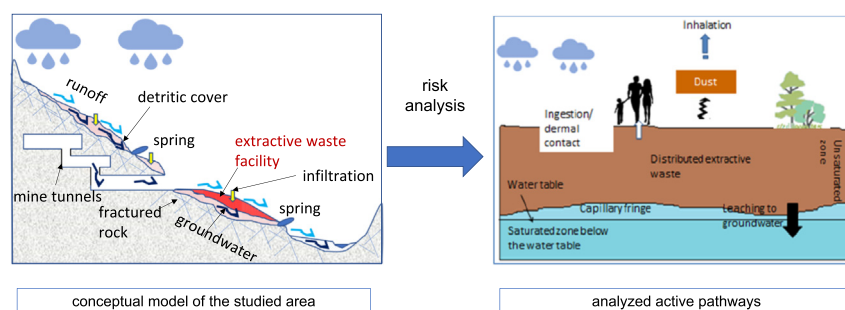 runoff
detritic cover
spring
extractive waste
facility
infiltration
mine tunnels
fractured
rock
groundwater
spring
conceptual model of the studied area
risk
analysis
Inhalation
Dust
Ingestion/
dermal
contact
Distributed extractive
waste
Unsaturated
zone
Water table
Capillary fringe
Leaching to
groundwater
Saturated zone below
the water table
analyzed active pathways